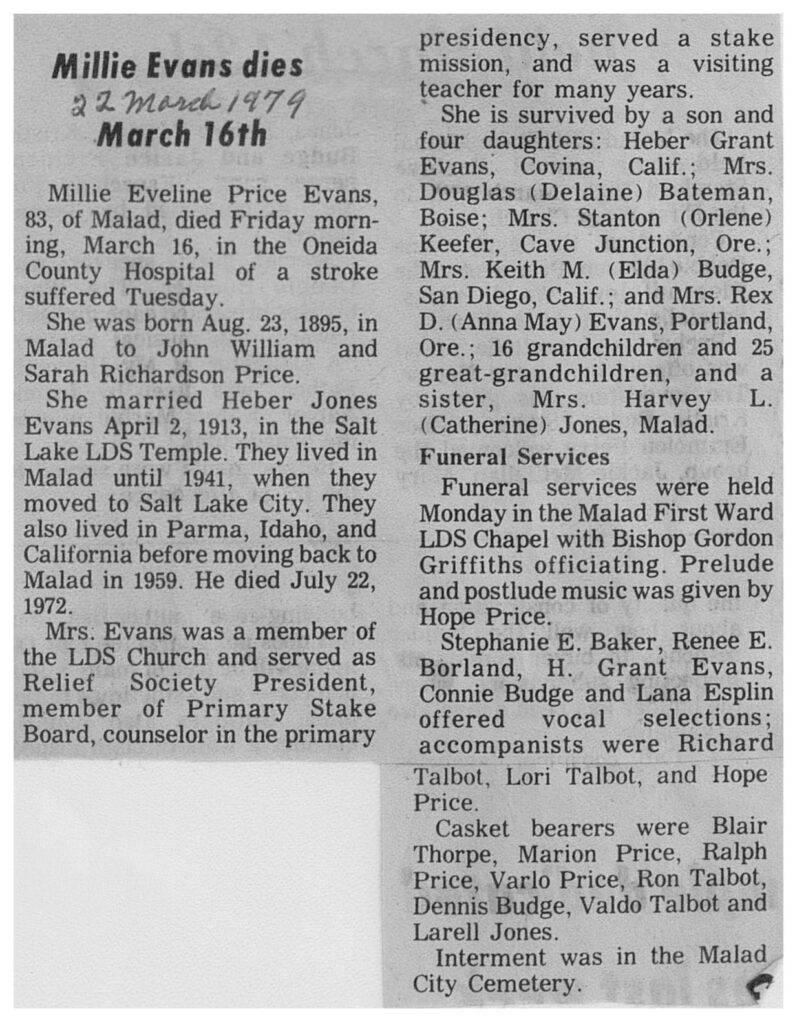 Millie Evans dies
22 March 1979
March 16th
Millie Eveline Price Evans,
83, of Malad, died Friday morn-
ing, March 16, in the Oneida
County Hospital of a stroke
suffered Tuesday.
She was born Aug. 23, 1895, in
Malad to John William and
Sarah Richardson Price.
She married Heber Jones
Evans April 2, 1913, in the Salt
Lake LDS Temple. They lived in
Malad until 1941, when they
moved to Salt Lake City. They
also lived in Parma, Idaho, and
California before moving back to
Malad in 1959. He died July 22,
1972.
Mrs. Evans was a member of
the LDS Church and served as
Relief Society President,
member of Primary Stake
Board, counselor in the primary
presidency, served a stake
mission, and was a visiting
teacher for many years.
She is survived by a son and
four daughters: Heber Grant
Evans, Covina, Calif.; Mrs.
Douglas (Delaine) Bateman,
Boise; Mrs. Stanton (Orlene)
Keefer, Cave Junction, Ore.;
Mrs. Keith M. (Elda) Budge,
San Diego, Calif.; and Mrs. Rex
D. (Anna May) Evans, Portland,
Ore.; 16 grandchildren and 25
great-grandchildren, and a
sister, Mrs. Harvey L.
(Catherine) Jones, Malad.
Funeral Services
Funeral services were held
Monday in the Malad First Ward
LDS Chapel with Bishop Gordon
Griffiths officiating. Prelude
and postlude music was given by
Hope Price.
Stephanie E. Baker, Renee E.
Borland, H. Grant Evans,
Connie Budge and Lana Esplin
offered vocal selections;
accompanists were Richard
Talbot, Lori Talbot, and Hope
Price.
Casket bearers were Blair
Thorpe, Marion Price, Ralph
Price, Varlo Price, Ron Talbot,
Dennis Budge, Valdo Talbot and
Larell Jones.
Interment was in the Malad
City Cemetery.